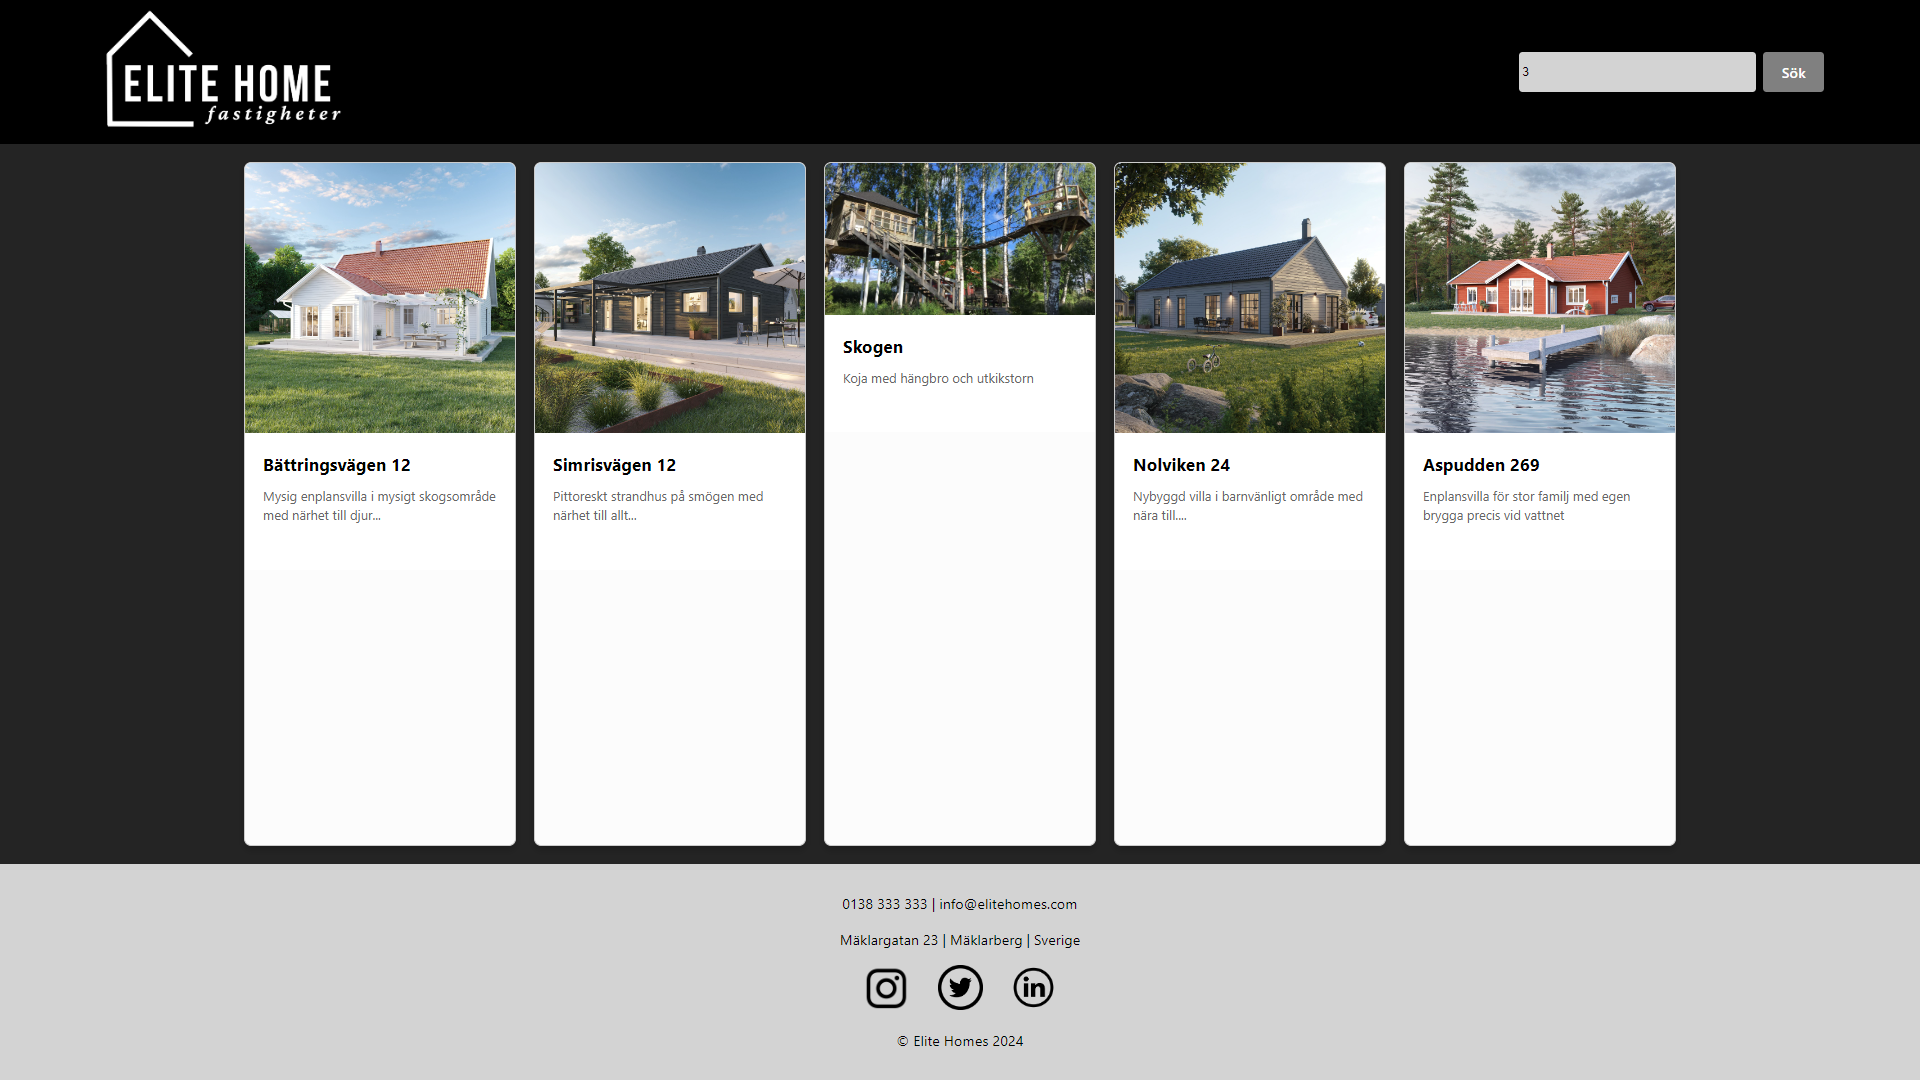 ELITE HOME
fastigheter
3
Sök
Bättringsvägen 12
Mysig enplansvilla i mysigt skogsområde
med närhet till djur...
Simrisvägen 12
Pittoreskt strandhus på smögen med
närhet till allt...
Skogen
Koja med hängbro och utkikstorn
Nolviken 24
Nybyggd villa i barnvänligt område med
nära till....
Aspudden 269
Enplansvilla för stor familj med egen
brygga precis vid vattnet
0138 333 333 | info@elitehomes.com
Mäklargatan 23 | Mäklarberg | Sverige
in
© Elite Homes 2024